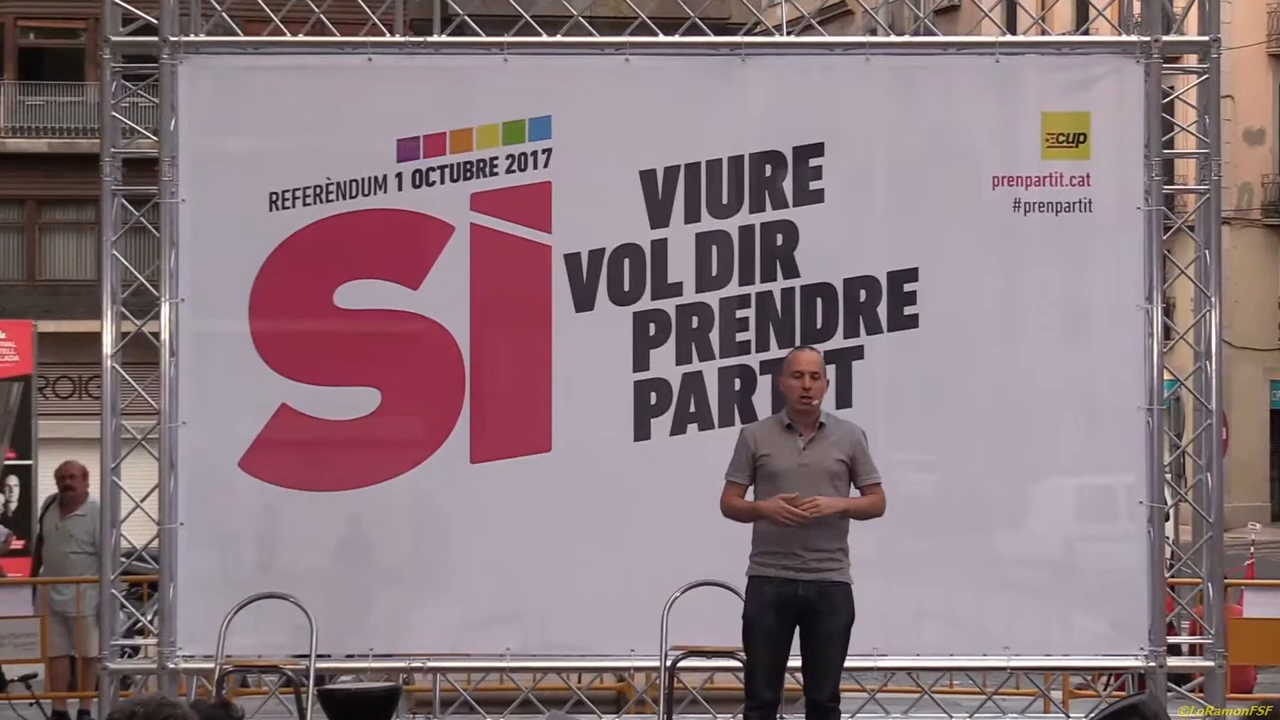 REFERÈNDUM 1 OCTUBRE 2017
SÍ
VIURE
VOL DIR
PRENDRE
PARTIT
cup
prenpartit.cat
#prenpartit
©LoRamonFSF